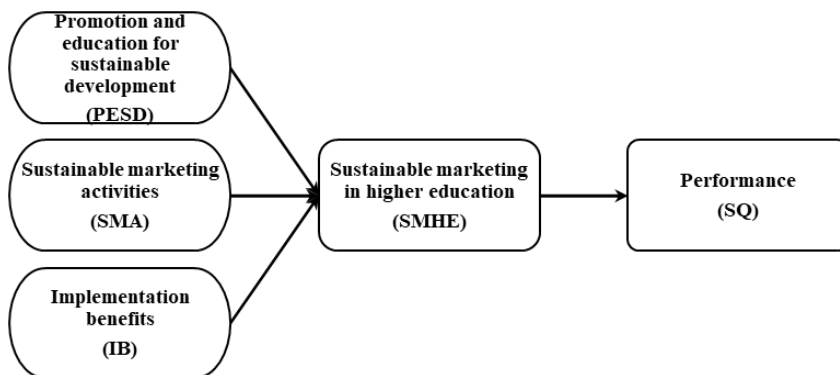 Promotion and
education for
sustainable
development
(PESD)
Sustainable marketing
activities
(SMA)
Implementation
benefits
(IB)
Sustainable marketing
in higher education
(SMHE)
Performance
(SQ)